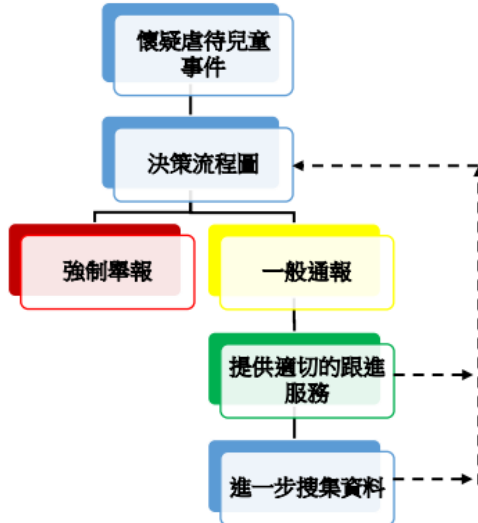 懷疑虐待兒童
事件
決策流程圖
強制舉報
一般通報
提供適切的跟進
服務
進一步搜集資料